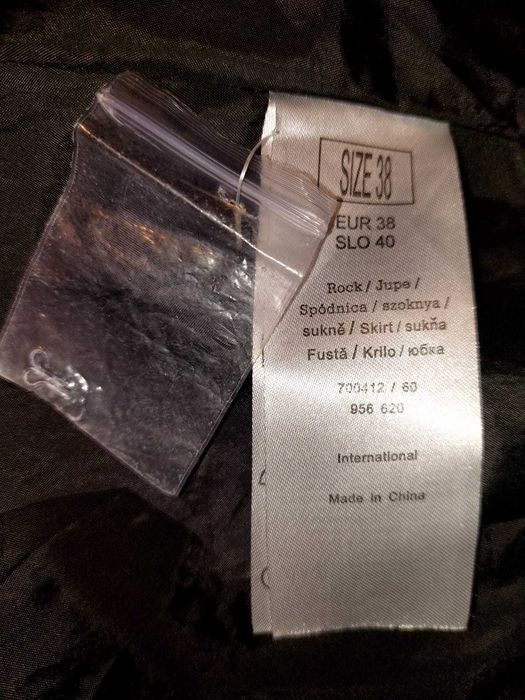 SIZE 38
EUR 38
SLO 40
Rock / Jupe /
Spódnica / szoknya /
sukně / Skirt / sukňa
Fustă / Krilo / юбка
700412 / 60
956 620
International
Made in China